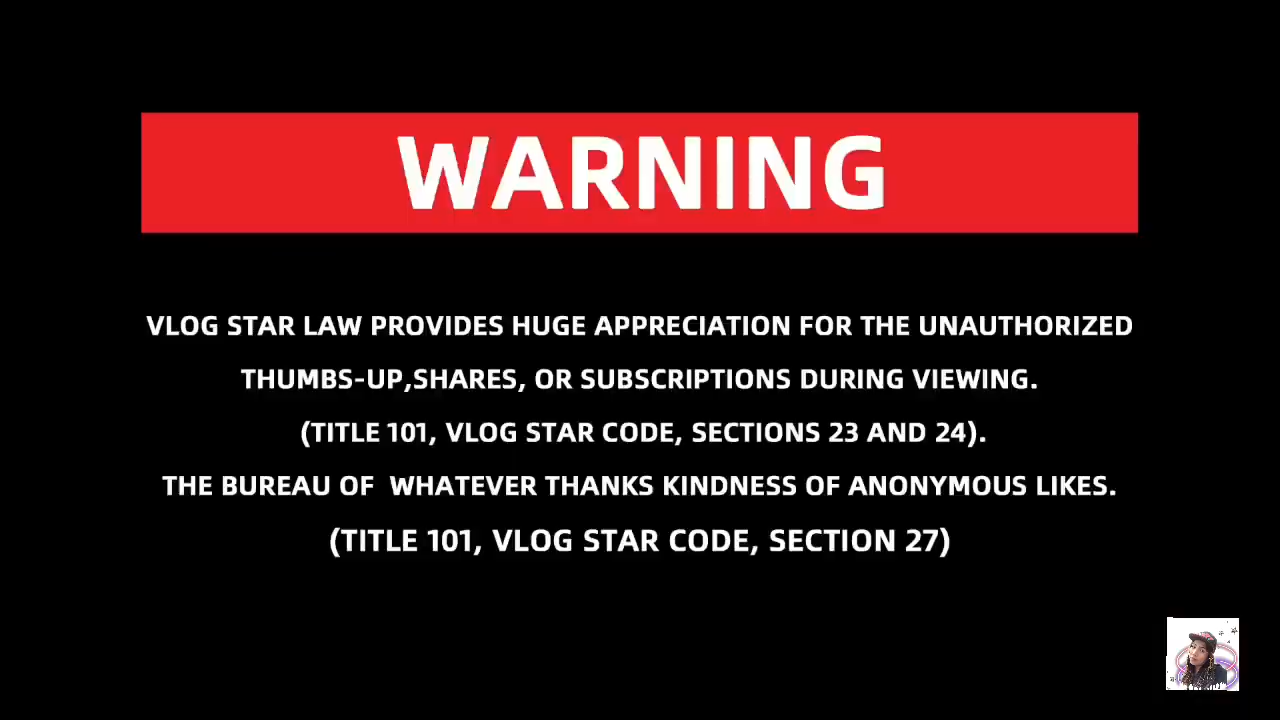 WARNING
VLOG STAR LAW PROVIDES HUGE APPRECIATION FOR THE UNAUTHORIZED
THUMBS-UP,SHARES, OR SUBSCRIPTIONS DURING VIEWING.
(TITLE 101, VLOG STAR CODE, SECTIONS 23 AND 24).
THE BUREAU OF  WHATEVER THANKS KINDNESS OF ANONYMOUS LIKES.
(TITLE 101, VLOG STAR CODE, SECTION 27)